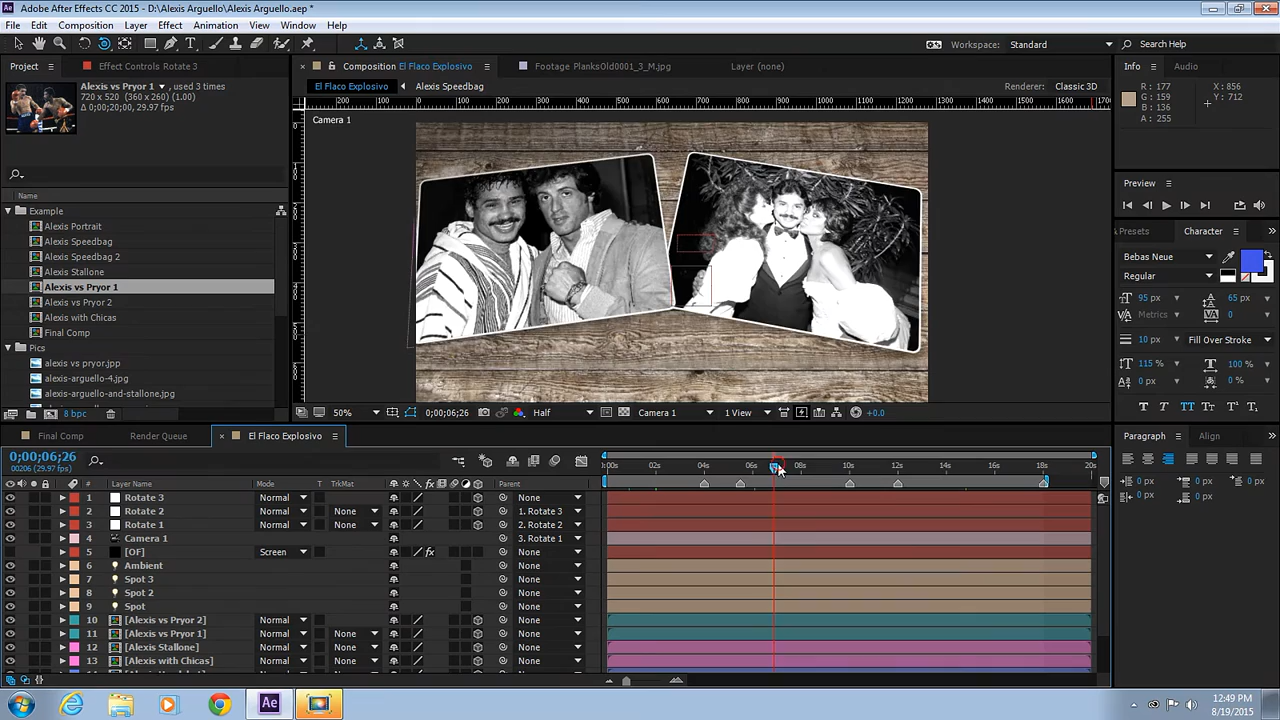 Adobe After Effects CC 2015 - D:\Alexis Arguello\Alexis Arguello.aep *
File Edit Composition Layer Effect Animation View Window Help
Workspace: Standard Search Help
Project Effect Controls Rotate 3
Composition El Flaco Explosivo Footage PlanksOld0001_3_M.jpg Layer (none)
Info Audio
Alexis vs Pryor 1 , used 3 times
720 x 520 (360 x 260) (1.00)
Δ 0;00;20;00, 29.97 fps
El Flaco Explosivo Alexis Speedbag Renderer: Classic 3D
R : 177
G : 159
B : 136
A : 255
X : 856
Y : 712
Camera 1
Name
Example
Alexis Portrait
Alexis Speedbag
Alexis Speedbag 2
Alexis Stallone
Alexis vs Pryor 1
Alexis vs Pryor 2
Alexis with Chicas
Final Comp
Pics
alexis vs pryor.jpp
alexis-arguello-4.jpg
alexis-arguello-and-stallone.jpg
8 bpc
50% 0;00;06;26 Half Camera 1 1 View +0.0
Preview
Presets Character
Bebas Neue
Regular
95 px 65 px
Metrics 0
10 px Fill Over Stroke
115 % 100 %
0 px 0 %
T T TT Tr T' T,
Paragraph Align
0 px 0 px 0 px
0 px 0 px
Final Comp Render Queue El Flaco Explosivo
0;00;06;26
00206 (29.97 fps)
0:00s 02s 04s 06s 08s 10s 12s 14s 16s 18s 20s
# Layer Name Mode T TrkMat Parent
1 Rotate 3 Normal None
2 Rotate 2 Normal None 1. Rotate 3
3 Rotate 1 Normal None 2. Rotate 2
4 Camera 1 3. Rotate 1
5 [OF] Screen None
6 Ambient None
7 Spot 3 None
8 Spot 2 None
9 Spot None
10 [Alexis vs Pryor 2] Normal None
11 [Alexis vs Pryor 1] Normal None None
12 [Alexis Stallone] Normal None None
13 [Alexis with Chicas] Normal None None
12:49 PM
8/19/2015